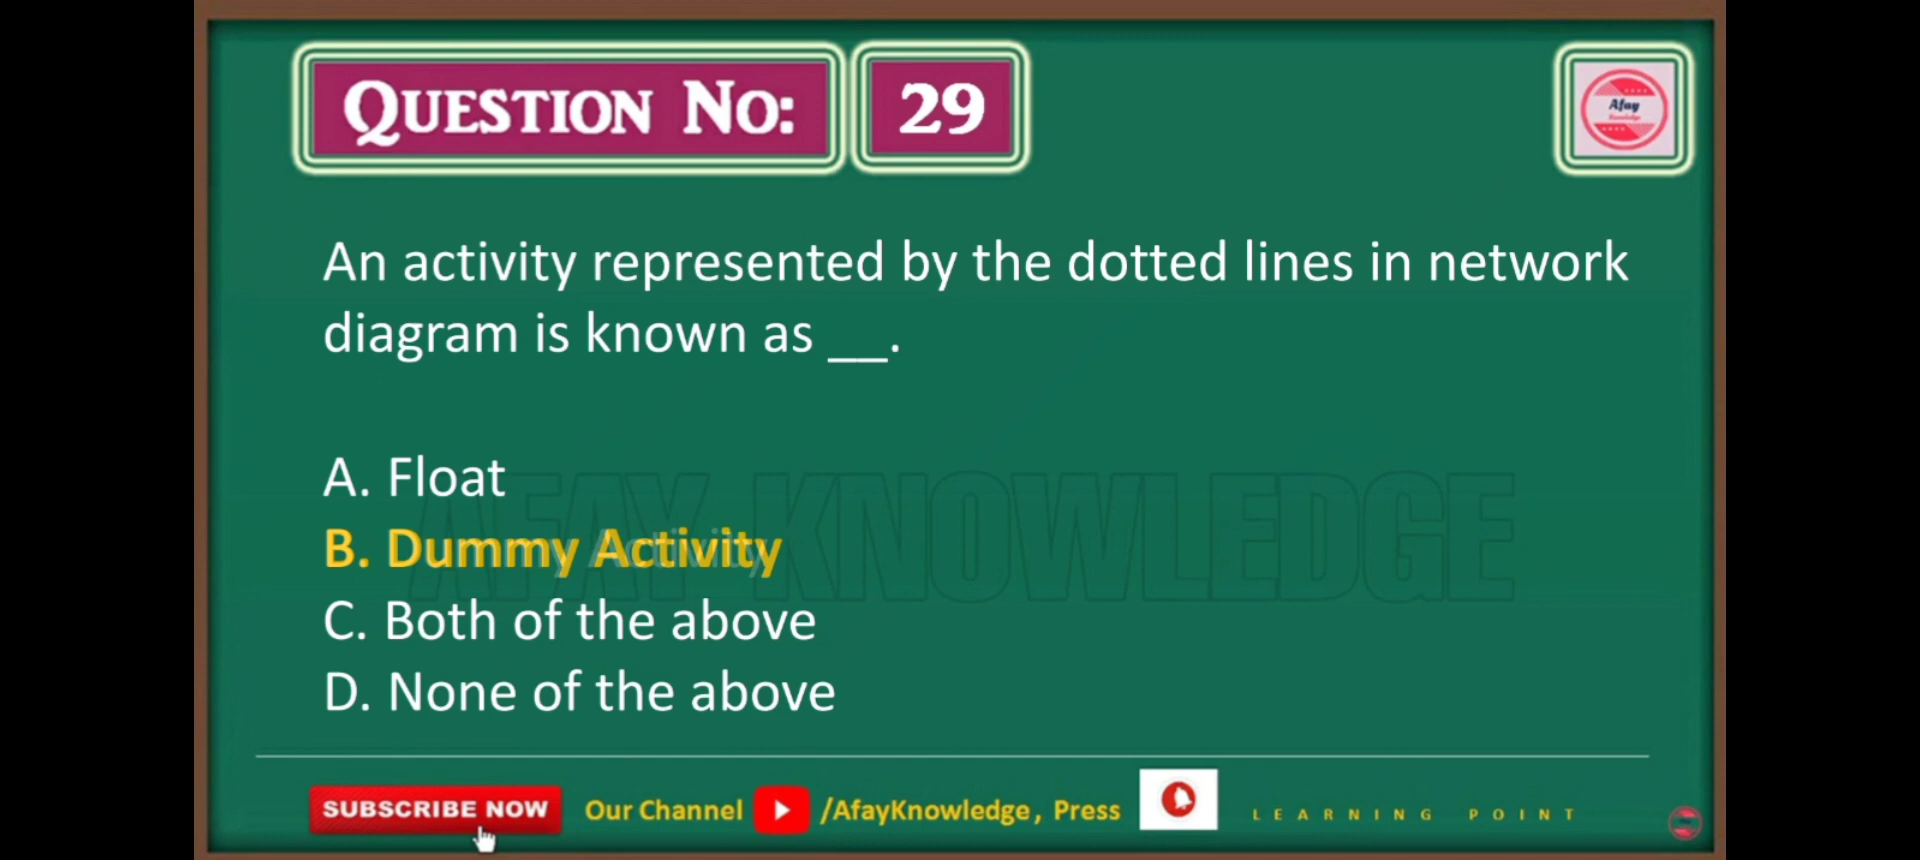 QUESTION NO: 29
Afay
Knowledge
An activity represented by the dotted lines in network
diagram is known as __.
A. Float
B. Dummy Activity
C. Both of the above
D. None of the above
AFAY KNOWLEDGE
SUBSCRIBE NOW Our Channel /AfayKnowledge, Press LEARNING POINT